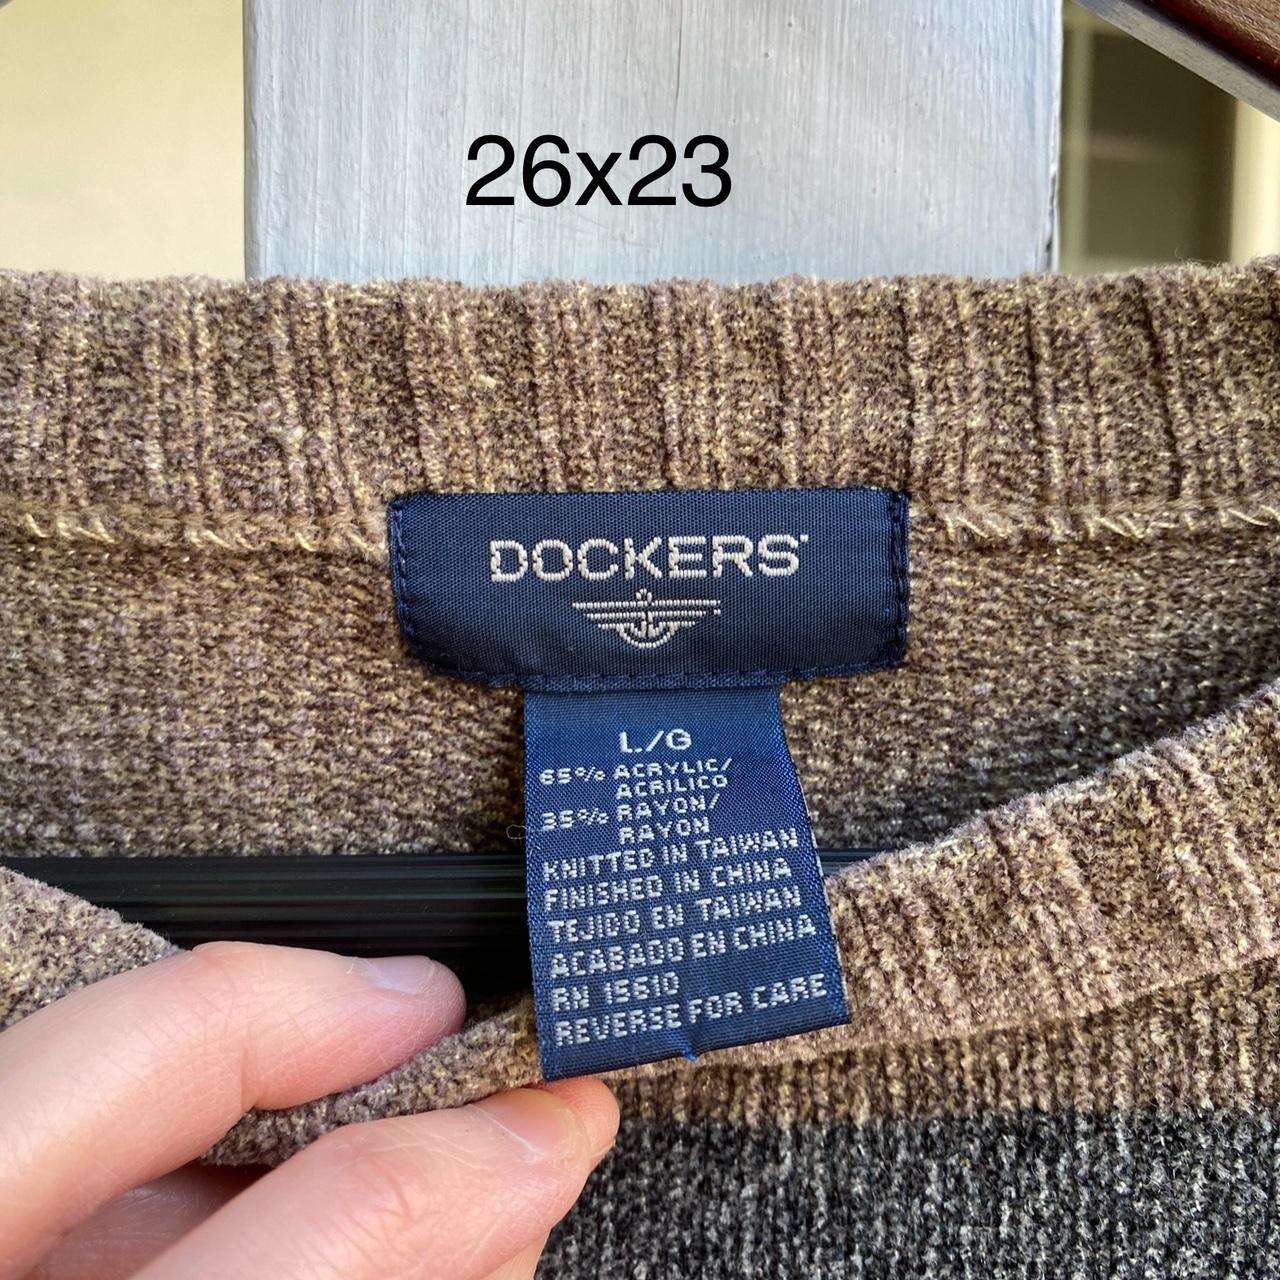 26x23
DOCKERS
L/G
65% ACRYLIC/
ACRILICO
35% RAYON/
RAYON
KNITTED IN TAIWAN
FINISHED IN CHINA
TEJIDO EN TAIWAN
ACABADO EN CHINA
RN 15610
REVERSE FOR CARE